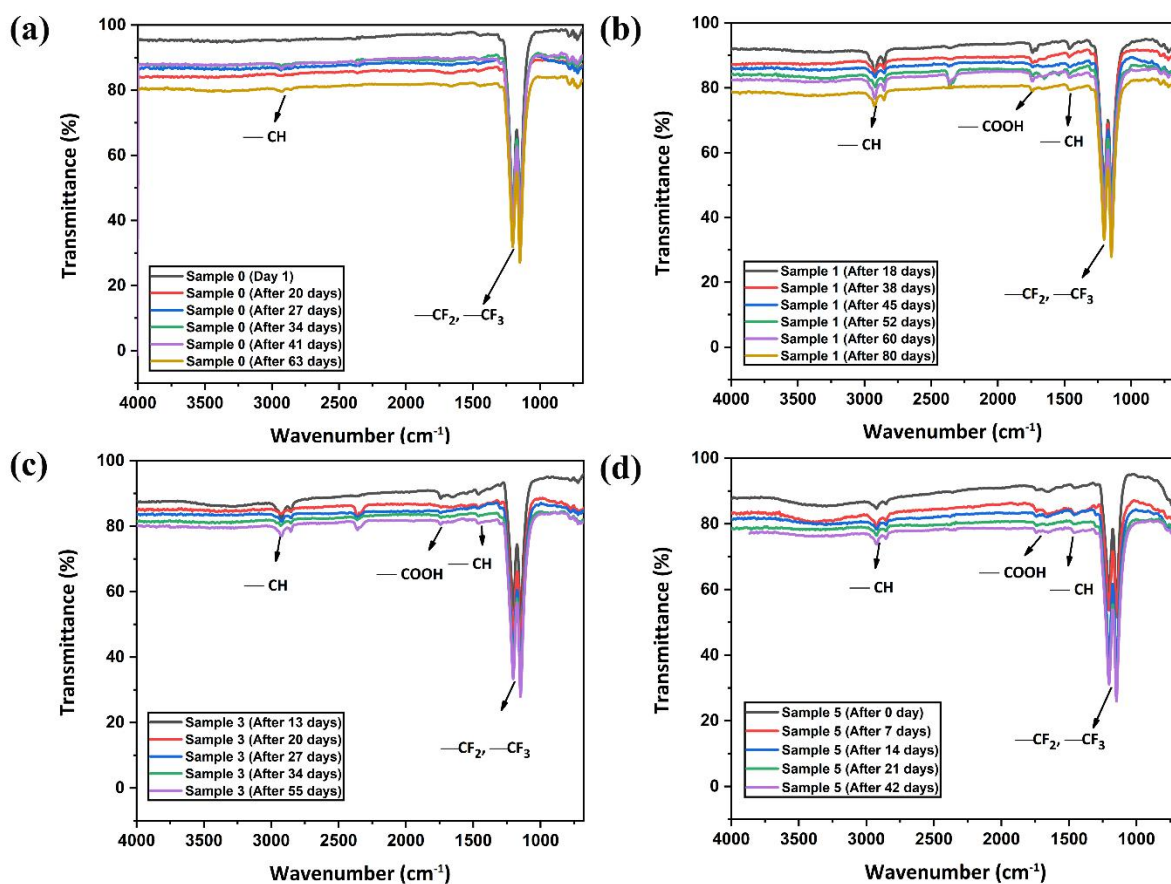 (a)
Transmittance (%)
100
80
60
40
20
0
— CH
—CF₂, —CF₃
Sample 0 (Day 1)
Sample 0 (After 20 days)
Sample 0 (After 27 days)
Sample 0 (After 34 days)
Sample 0 (After 41 days)
Sample 0 (After 63 days)
4000 3500 3000 2500 2000 1500 1000
Wavenumber (cm⁻¹)
(b)
Transmittance (%)
100
80
60
40
20
0
— CH
— COOH
— CH
—CF₂, —CF₃
Sample 1 (After 18 days)
Sample 1 (After 38 days)
Sample 1 (After 45 days)
Sample 1 (After 52 days)
Sample 1 (After 60 days)
Sample 1 (After 80 days)
4000 3500 3000 2500 2000 1500 1000
Wavenumber (cm⁻¹)
(c)
Transmittance (%)
100
80
60
40
20
0
— CH
— COOH
— CH
—CF₂, —CF₃
Sample 3 (After 13 days)
Sample 3 (After 20 days)
Sample 3 (After 27 days)
Sample 3 (After 34 days)
Sample 3 (After 55 days)
4000 3500 3000 2500 2000 1500 1000
Wavenumber (cm⁻¹)
(d)
Transmittance (%)
100
80
60
40
20
0
— CH
— COOH
— CH
—CF₂, —CF₃
Sample 5 (After 0 day)
Sample 5 (After 7 days)
Sample 5 (After 14 days)
Sample 5 (After 21 days)
Sample 5 (After 42 days)
4000 3500 3000 2500 2000 1500 1000
Wavenumber (cm⁻¹)